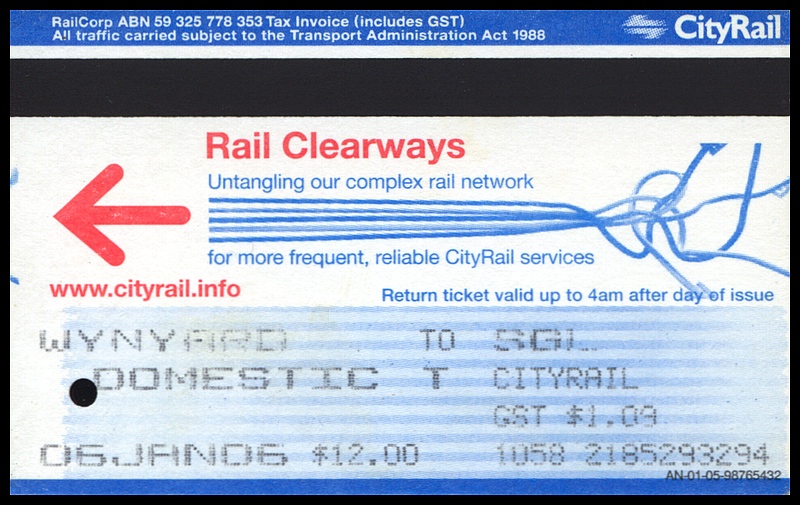 RailCorp ABN 59 325 778 353 Tax Invoice (includes GST)
All traffic carried subject to the Transport Administration Act 1988
CityRail
Rail Clearways
Untangling our complex rail network
for more frequent, reliable CityRail services
www.cityrail.info
Return ticket valid up to 4am after day of issue
WYNYARD TO SGL
DOMESTIC T CITYRAIL
GST $1.09
06JAN06 $12.00 1058 2185293294
AN-01-05-98765432